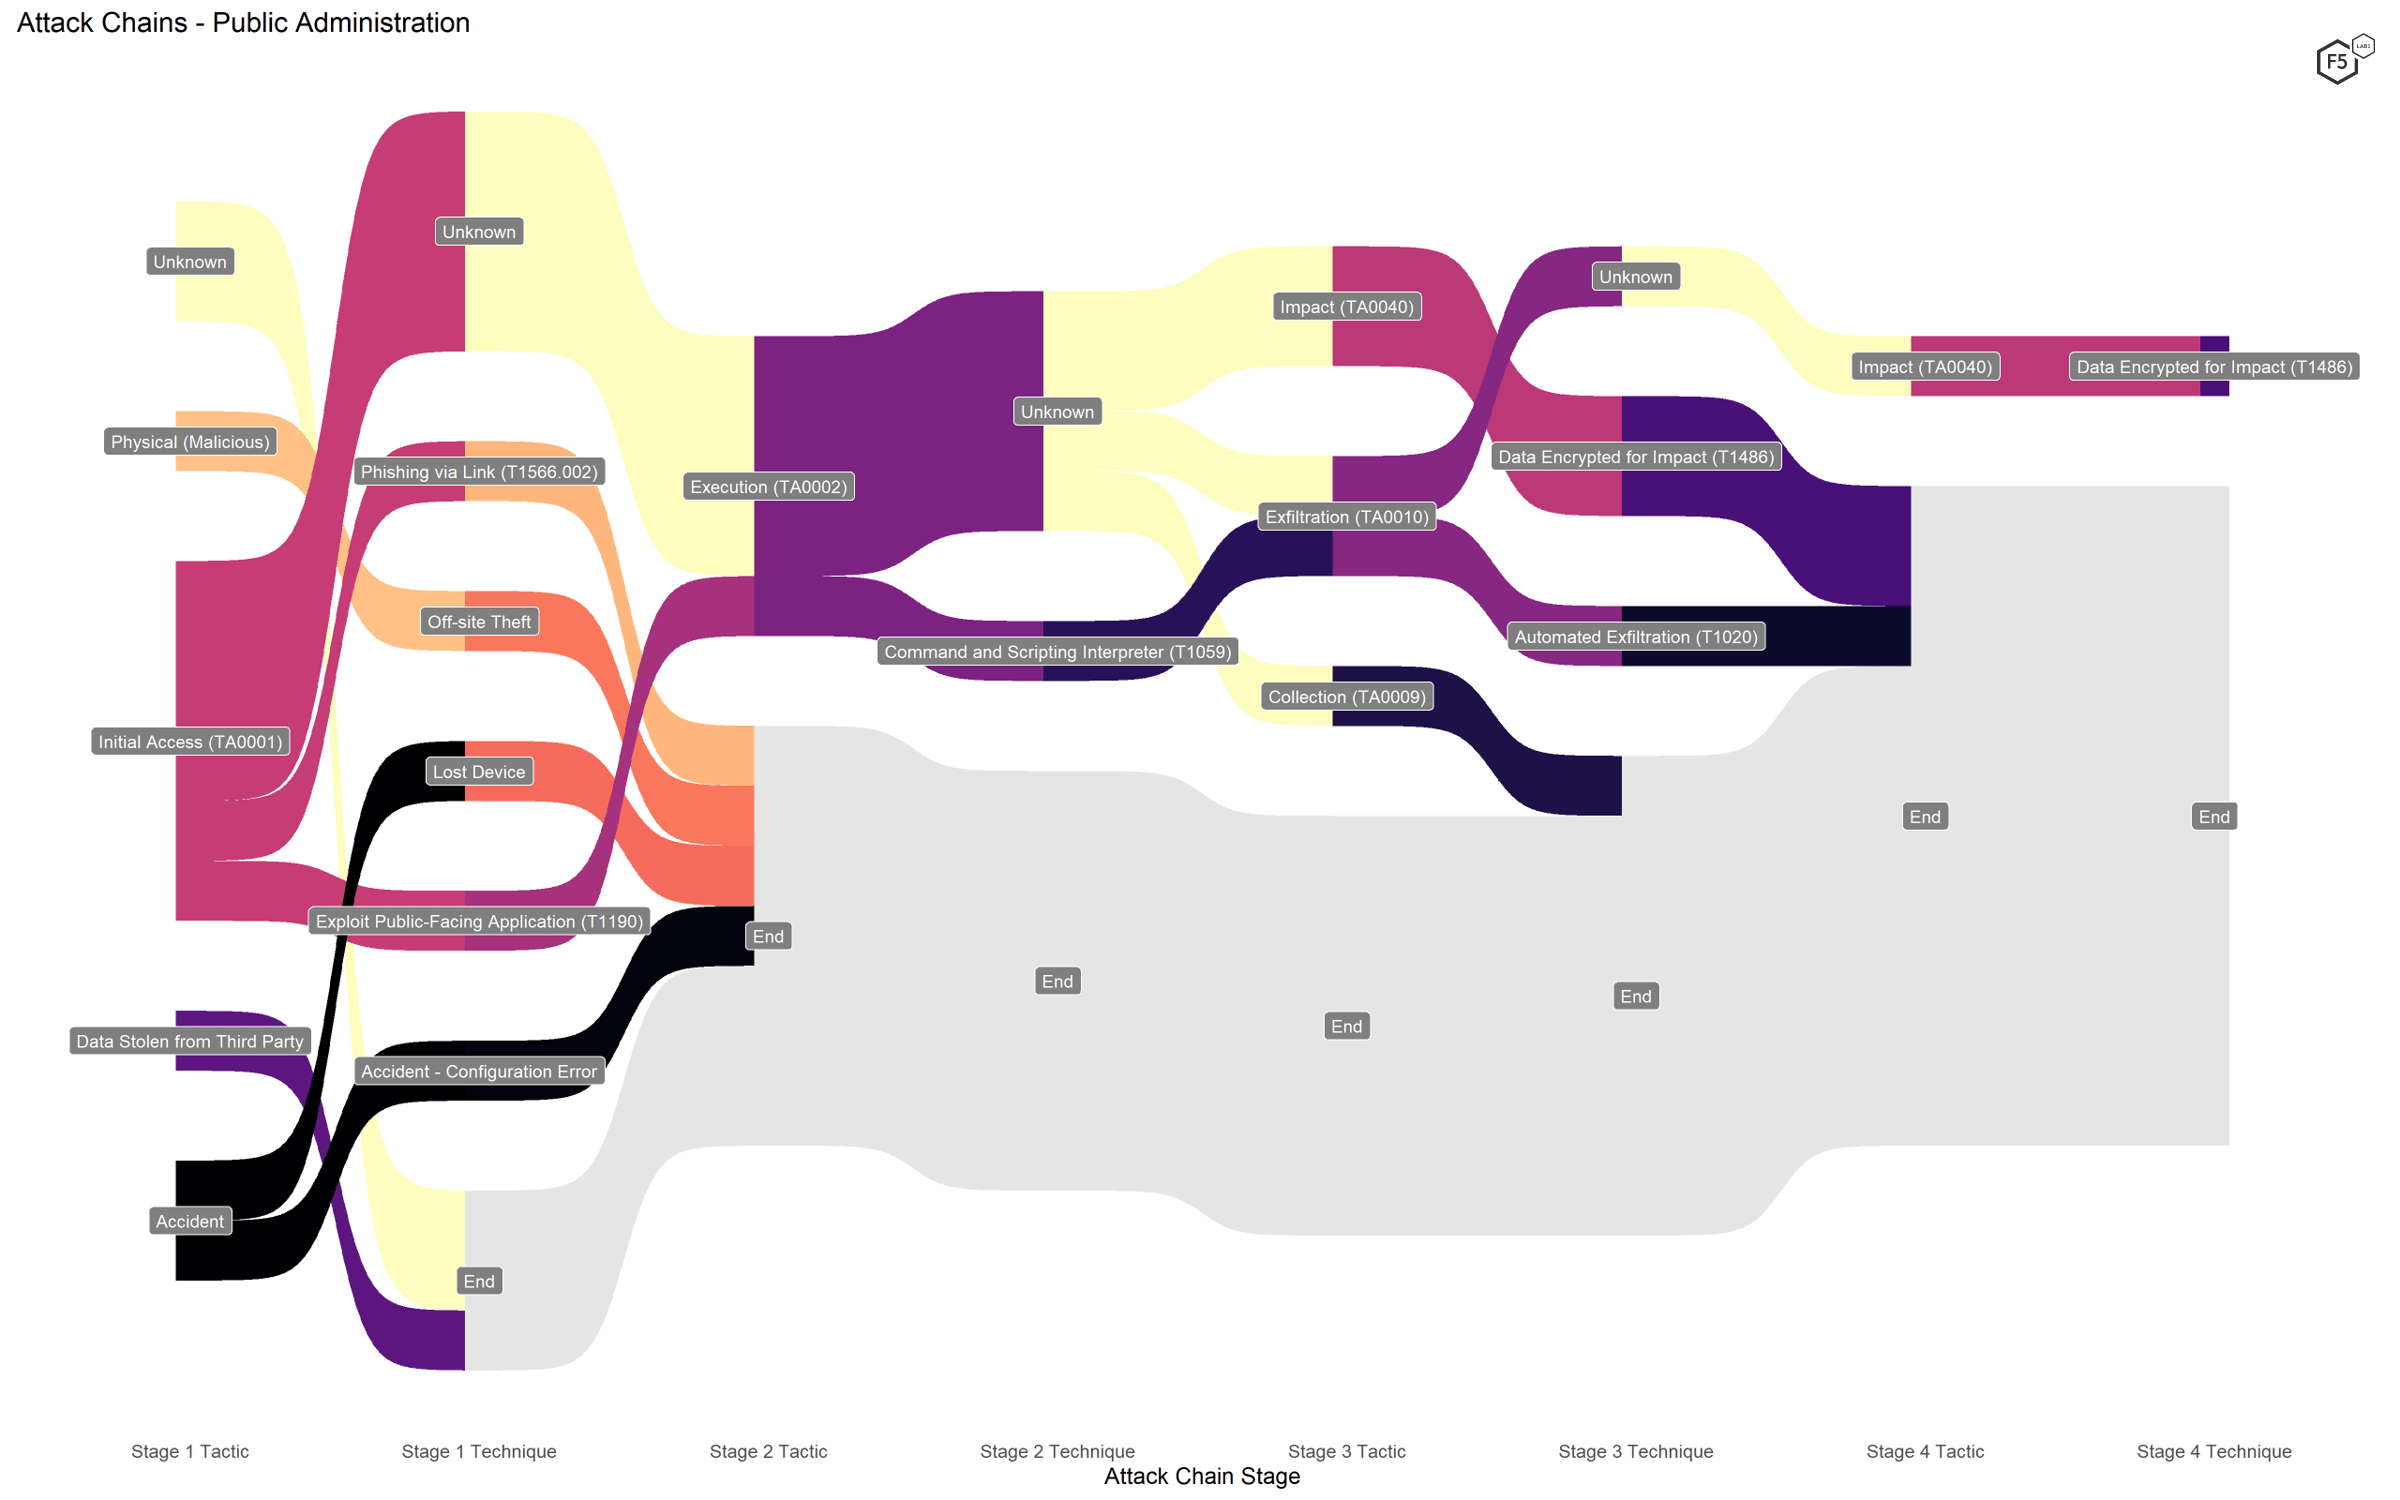 Attack Chains - Public Administration
F5
LABS
Unknown
Physical (Malicious)
Initial Access (TA0001)
Data Stolen from Third Party
Accident
Unknown
Phishing via Link (T1566.002)
Off-site Theft
Lost Device
Exploit Public-Facing Application (T1190)
Accident - Configuration Error
End
Execution (TA0002)
End
Unknown
Command and Scripting Interpreter (T1059)
End
Impact (TA0040)
Exfiltration (TA0010)
Collection (TA0009)
End
Unknown
Data Encrypted for Impact (T1486)
Automated Exfiltration (T1020)
End
Impact (TA0040)
End
Data Encrypted for Impact (T1486)
End
Stage 1 Tactic
Stage 1 Technique
Stage 2 Tactic
Stage 2 Technique
Stage 3 Tactic
Stage 3 Technique
Stage 4 Tactic
Stage 4 Technique
Attack Chain Stage